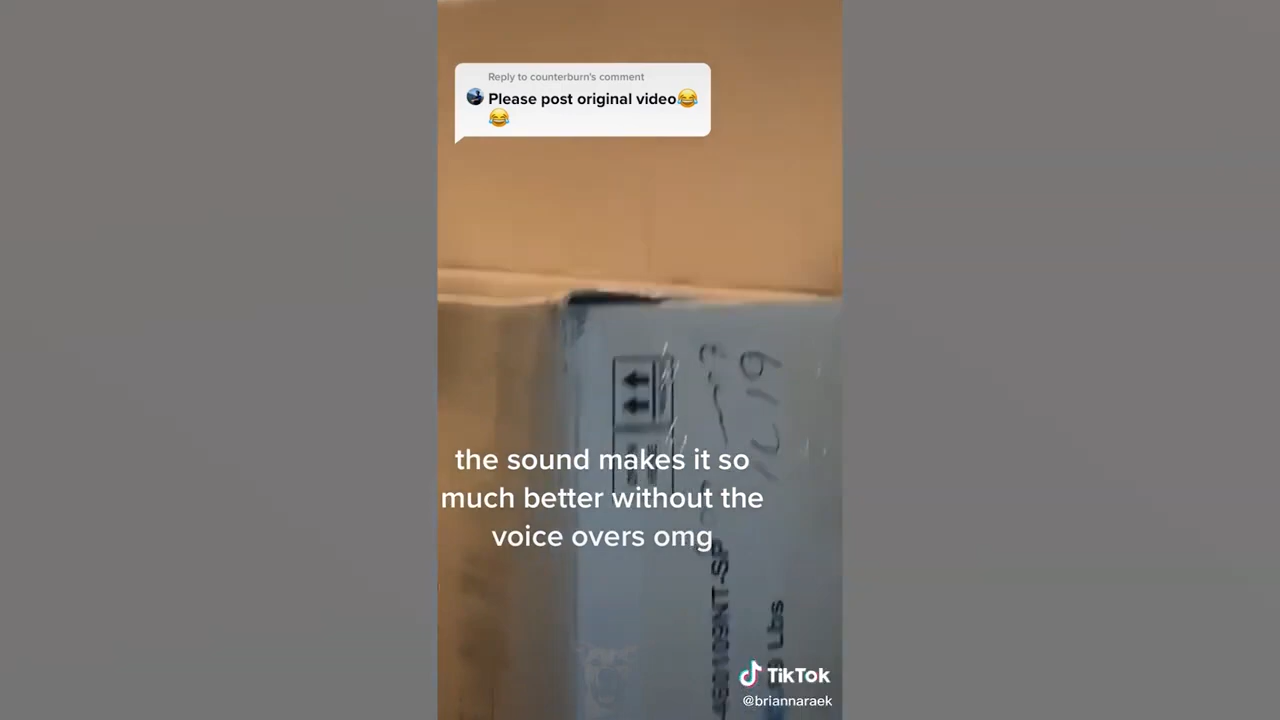 Reply to counterburn's comment
Please post original video😂
😂
the sound makes it so
much better without the
voice overs omg
Lbs
TikTok
@briannaraek